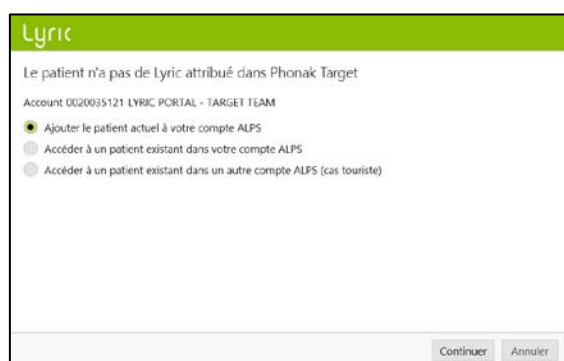 Lyric
Le patient n'a pas de Lyric attribué dans Phonak Target
Account 0020035121 LYRIC PORTAL - TARGET TEAM
Ajouter le patient actuel à votre compte ALPS
Accéder à un patient existant dans votre compte ALPS
Accéder à un patient existant dans un autre compte ALPS (cas touriste)
Continuer Annuler